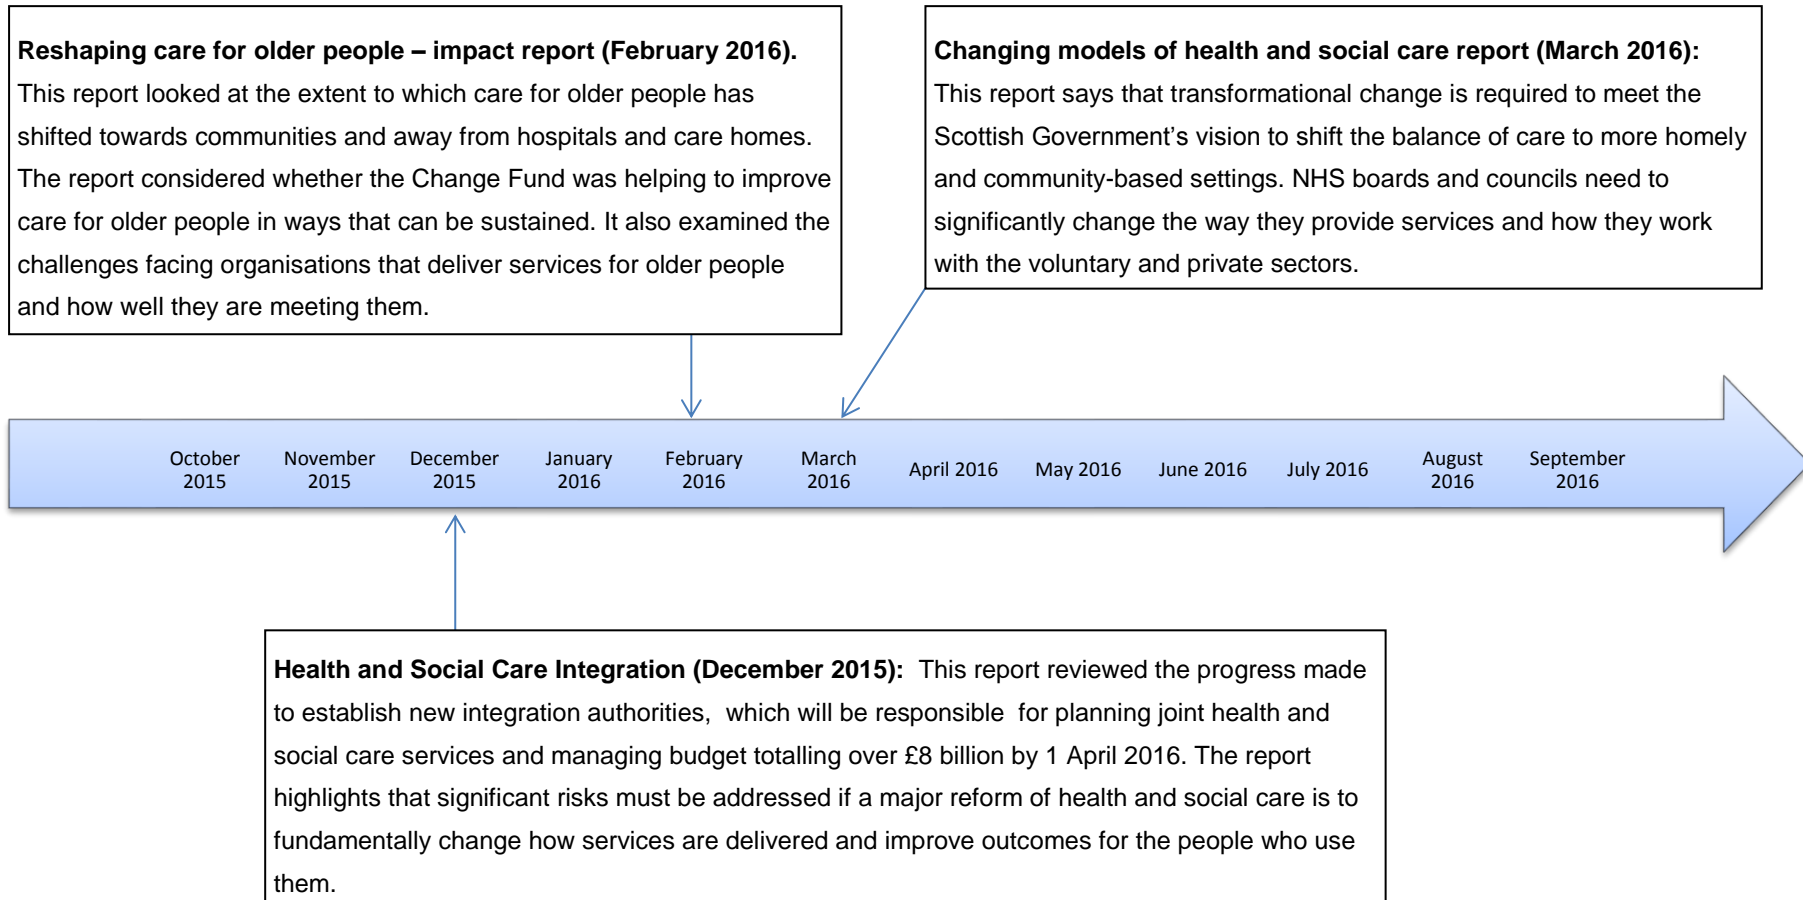 Reshaping care for older people – impact report (February 2016).
This report looked at the extent to which care for older people has
shifted towards communities and away from hospitals and care homes.
The report considered whether the Change Fund was helping to improve
care for older people in ways that can be sustained. It also examined the
challenges facing organisations that deliver services for older people
and how well they are meeting them.
Changing models of health and social care report (March 2016):
This report says that transformational change is required to meet the
Scottish Government’s vision to shift the balance of care to more homely
and community-based settings. NHS boards and councils need to
significantly change the way they provide services and how they work
with the voluntary and private sectors.
October
2015
November
2015
December
2015
January
2016
February
2016
March
2016
April 2016
May 2016
June 2016
July 2016
August
2016
September
2016
Health and Social Care Integration (December 2015): This report reviewed the progress made
to establish new integration authorities, which will be responsible for planning joint health and
social care services and managing budget totalling over £8 billion by 1 April 2016. The report
highlights that significant risks must be addressed if a major reform of health and social care is to
fundamentally change how services are delivered and improve outcomes for the people who use
them.